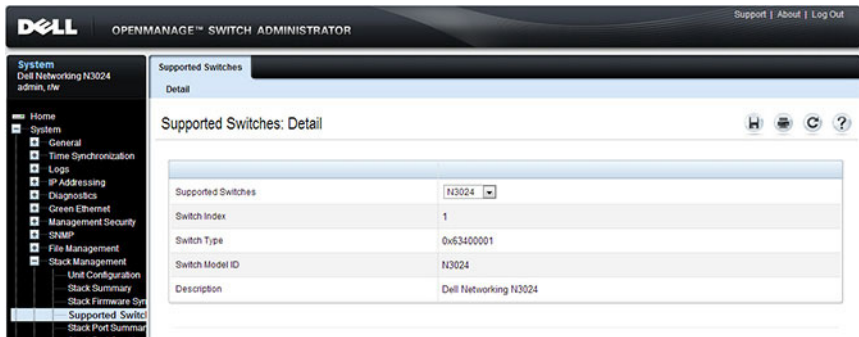 DELL OPENMANAGE™ SWITCH ADMINISTRATOR
Support | About | Log Out
System
Dell Networking N3024
admin, r/w
Home
System
General
Time Synchronization
Logs
IP Addressing
Diagnostics
Green Ethernet
Management Security
SNMP
File Management
Stack Management
Unit Configuration
Stack Summary
Stack Firmware Syn
Supported Switcl
Stack Port Summar
Supported Switches
Detail
Supported Switches: Detail
Supported Switches N3024
Switch Index 1
Switch Type 0x63400001
Switch Model ID N3024
Description Dell Networking N3024